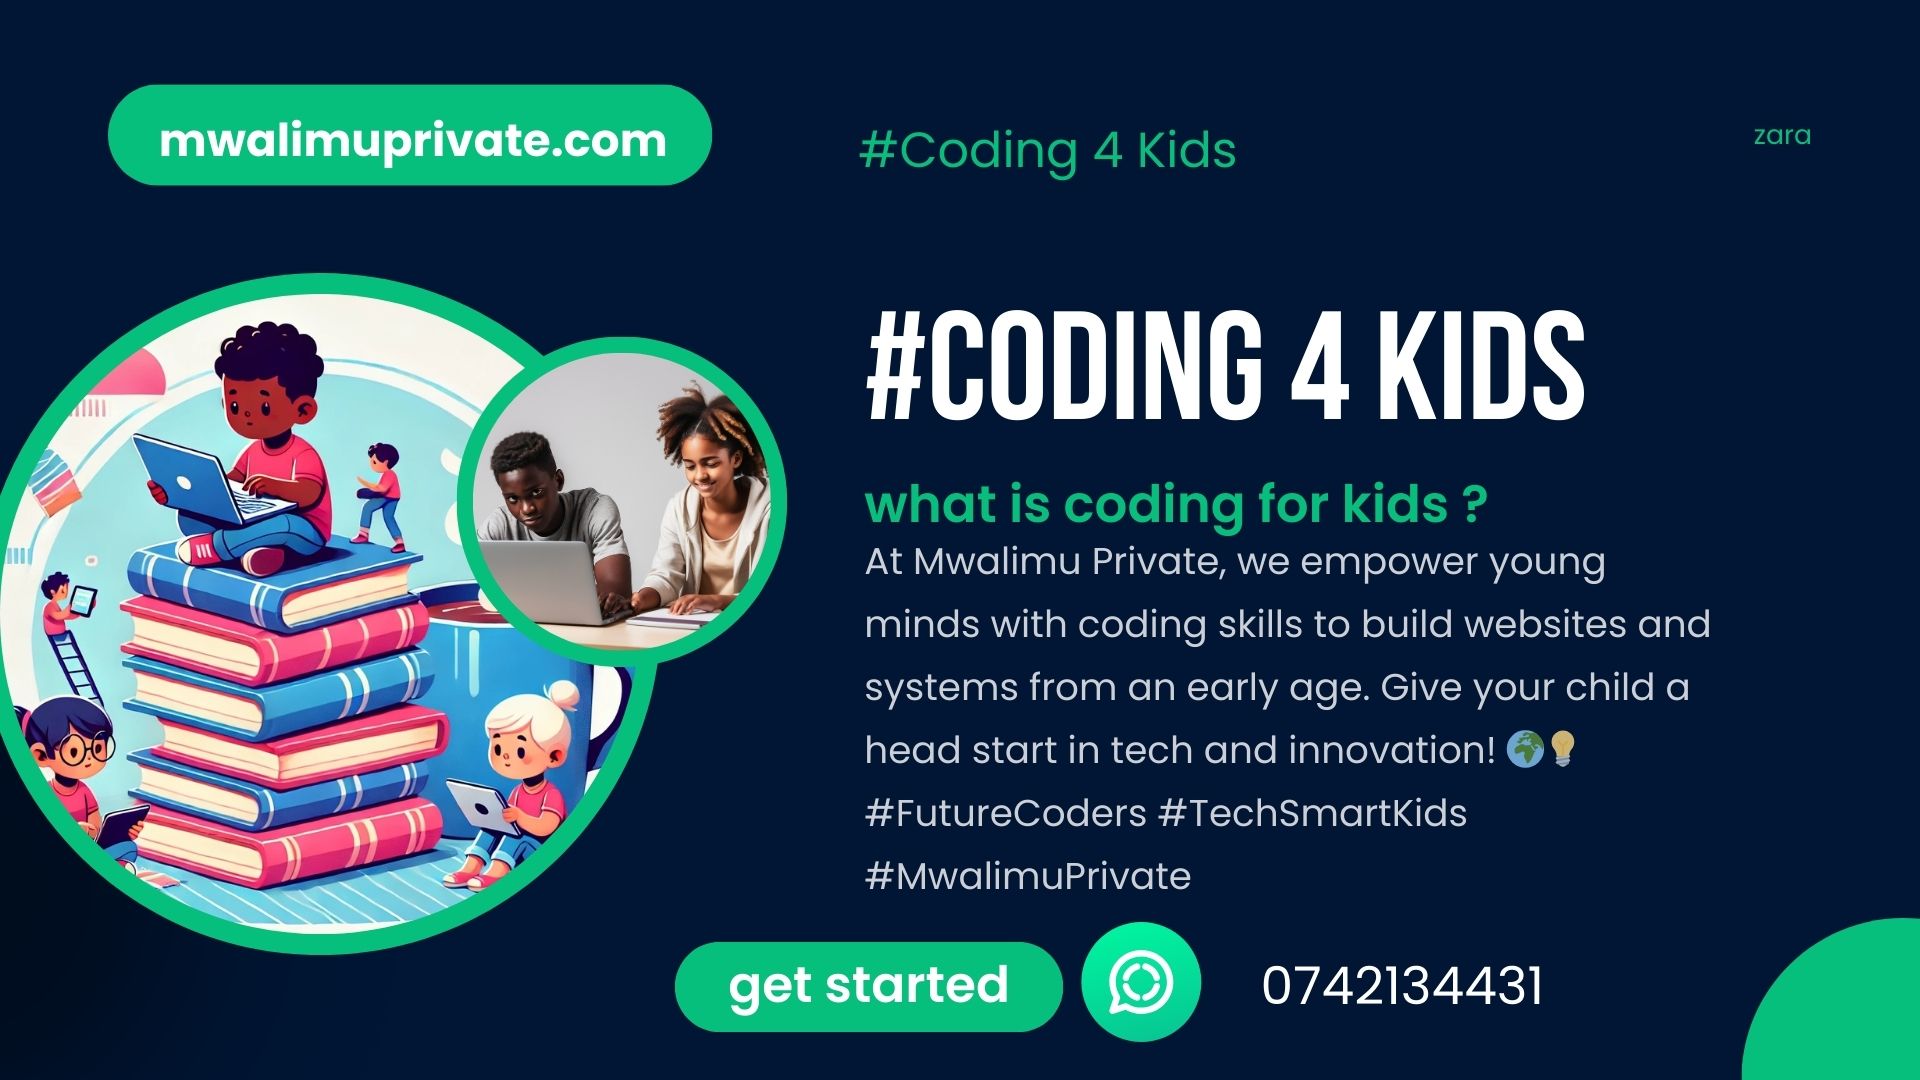 mwalimuprivate.com
#Coding 4 Kids
zara
#CODING 4 KIDS
what is coding for kids ?
At Mwalimu Private, we empower young
minds with coding skills to build websites and
systems from an early age. Give your child a
head start in tech and innovation! 🌍💡
#FutureCoders #TechSmartKids
#MwalimuPrivate
get started
0742134431